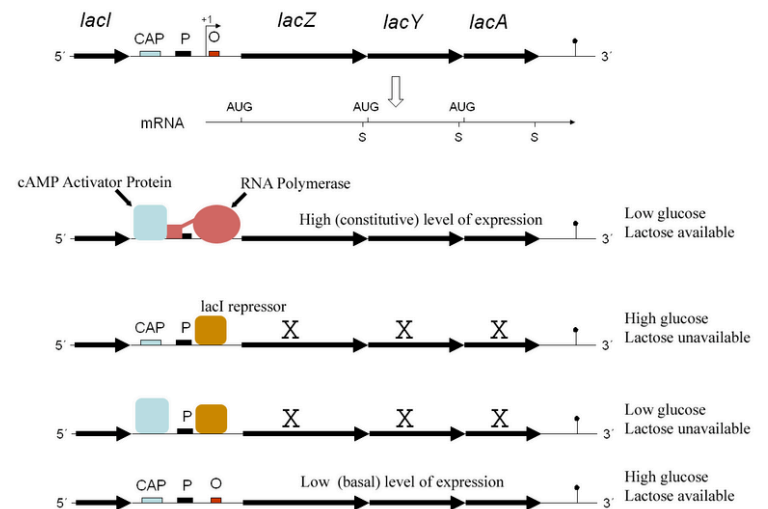 lacI lacZ lacY lacA
+1
CAP P O
5´ 3´
AUG AUG AUG
mRNA
S S S
cAMP Activator Protein RNA Polymerase
High (constitutive) level of expression
Low glucose
Lactose available
5´ 3´
lacI repressor
CAP P X X X
High glucose
Lactose unavailable
5´ 3´
P X X X
Low glucose
Lactose unavailable
5´ 3´
CAP P O Low (basal) level of expression
High glucose
Lactose available
5´ 3´